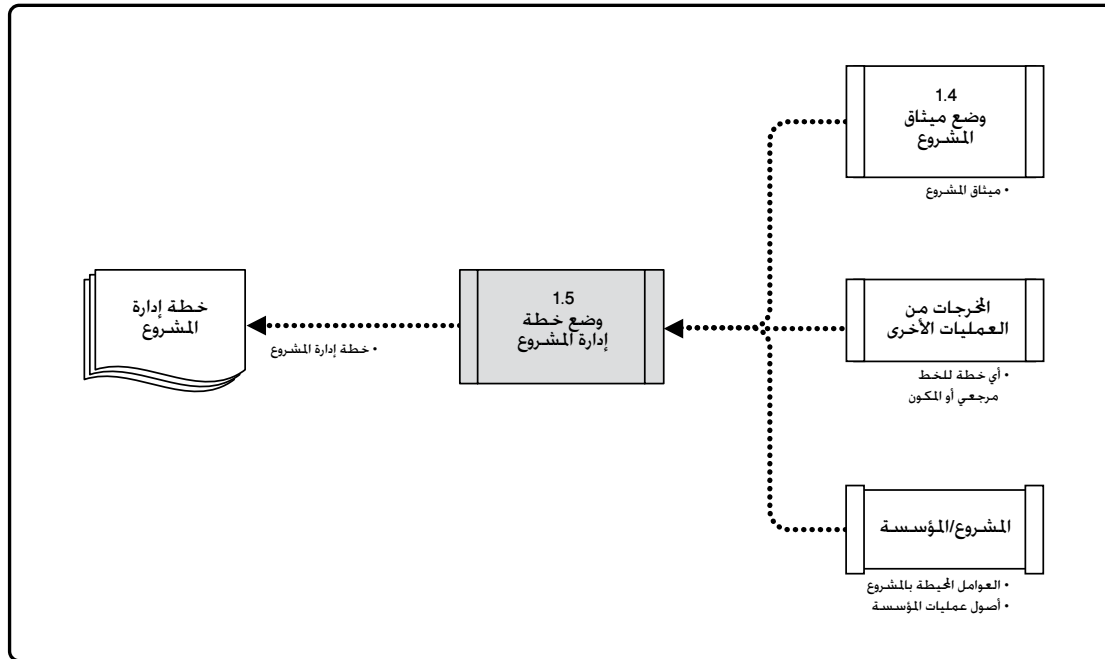 1.4
وضع ميثاق
المشروع
• ميثاق المشروع
المخرجات من
العمليات الأخرى
• أي خطة للخط
مرجعي أو المكون
المشروع/المؤسسة
• العوامل المحيطة بالمشروع
• أصول عمليات المؤسسة
1.5
وضع خطة
إدارة المشروع
• خطة إدارة المشروع
خطة إدارة
المشروع